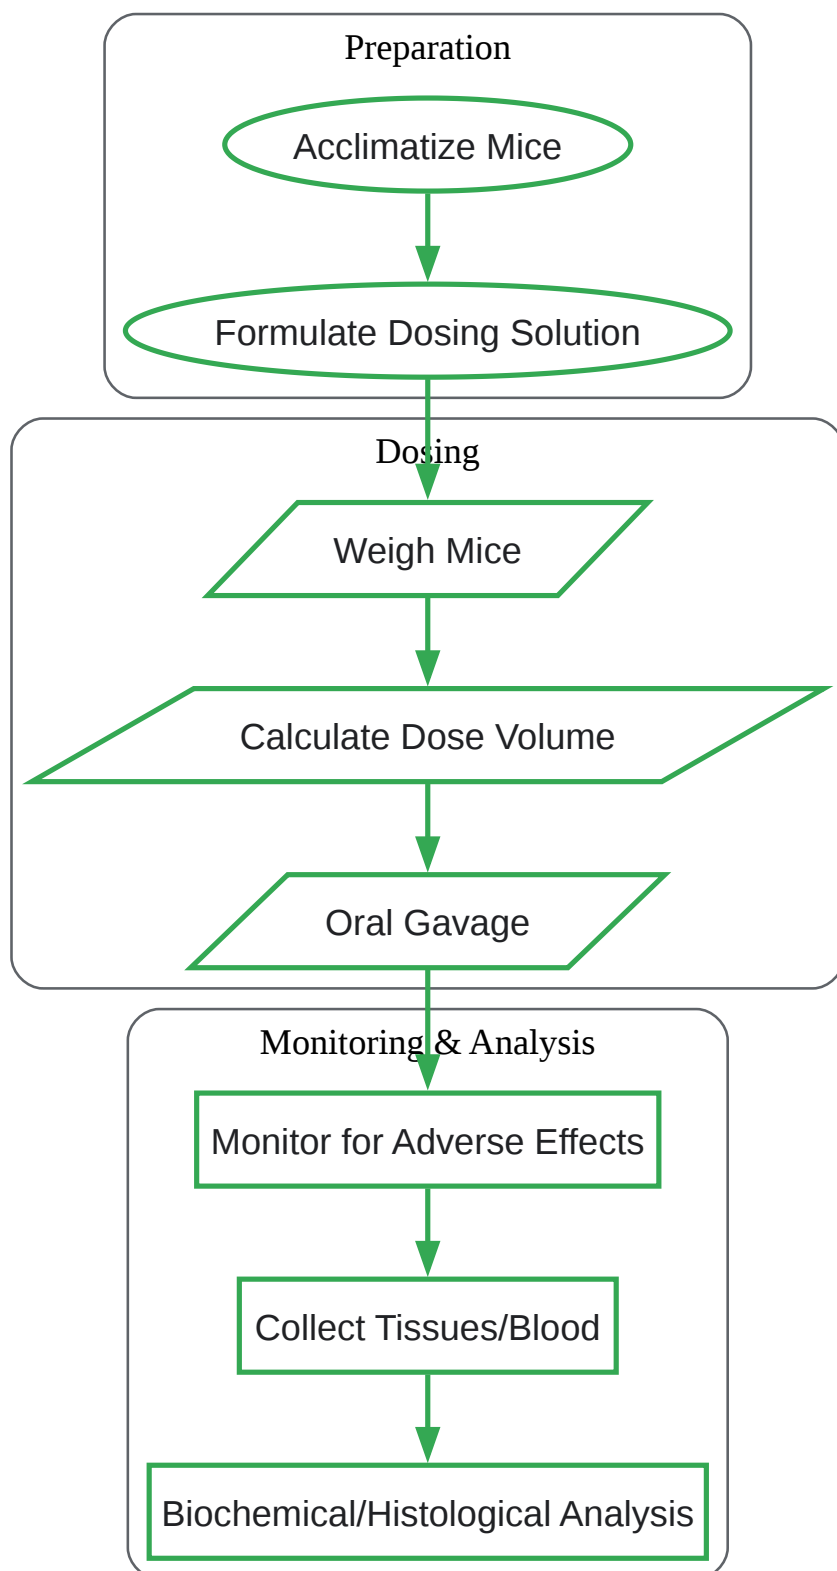 Preparation
Acclimatize Mice
Formulate Dosing Solution
Dosing
Weigh Mice
Calculate Dose Volume
Oral Gavage
Monitoring & Analysis
Monitor for Adverse Effects
Collect Tissues/Blood
Biochemical/Histological Analysis